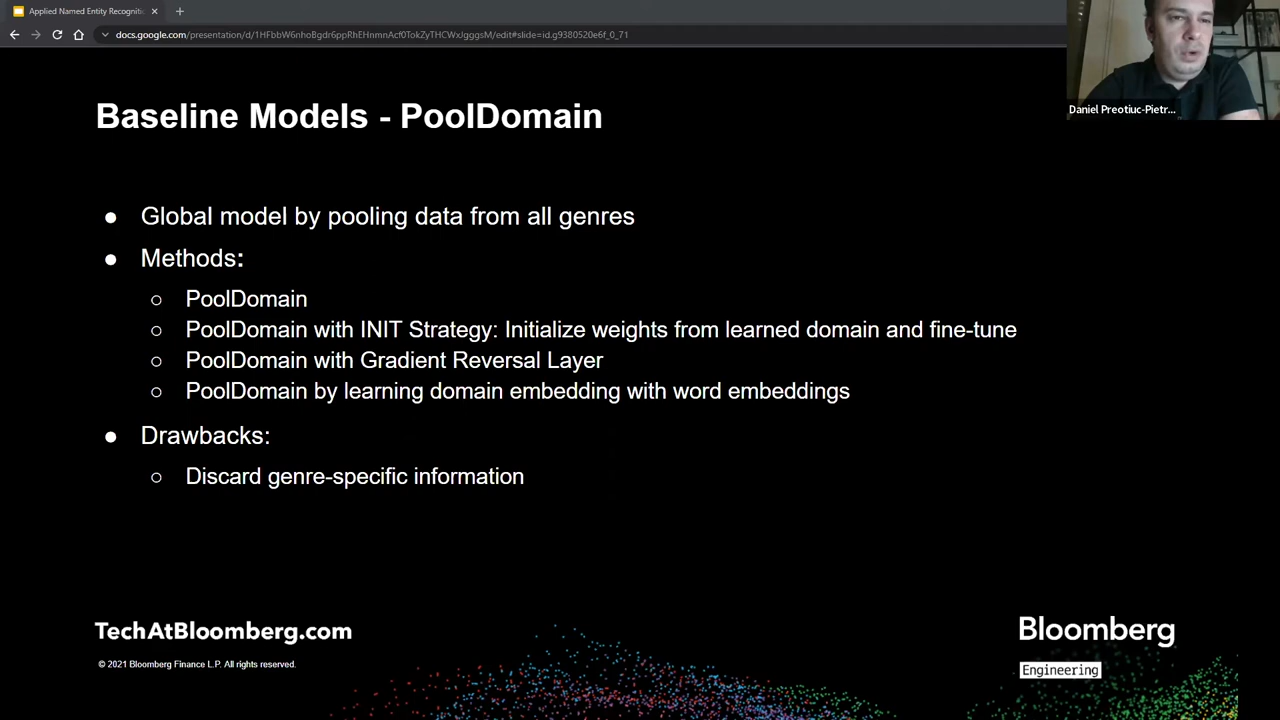 Applied Named Entity Recogniti
docs.google.com/presentation/d/1HFbbW6nhoBgdr6ppRhEHnmnAcf0TokZyTHCWxJgggsM/edit#slide=id.g9380520e6f_0_71
Daniel Preotiuc-Pietr...
Baseline Models - PoolDomain
● Global model by pooling data from all genres
● Methods:
○ PoolDomain
○ PoolDomain with INIT Strategy: Initialize weights from learned domain and fine-tune
○ PoolDomain with Gradient Reversal Layer
○ PoolDomain by learning domain embedding with word embeddings
● Drawbacks:
○ Discard genre-specific information
TechAtBloomberg.com
© 2021 Bloomberg Finance L.P. All rights reserved.
Bloomberg
Engineering